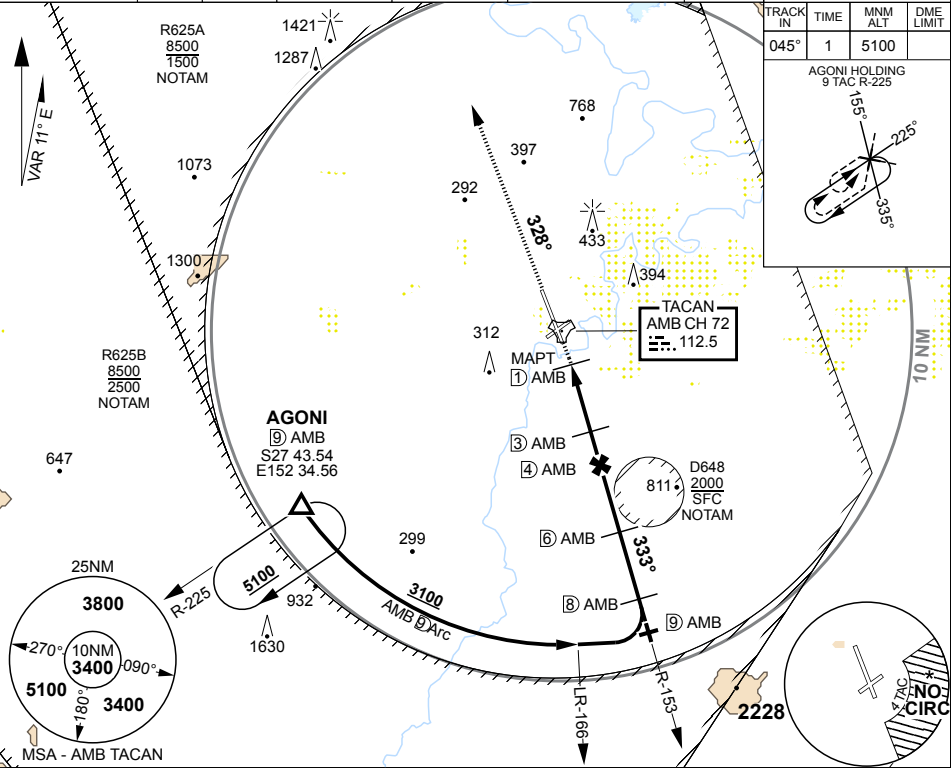 TRACK IN
TIME
MNM ALT
DME LIMIT
045°
1
5100
AGONI HOLDING
9 TAC R-225
155°
225°
335°
VAR 11° E
R625A
8500
1500
NOTAM
1421
1287
1073
1300
768
397
292
328°
433
394
312
TACAN
AMB CH 72
112.5
MAPT
1 AMB
3 AMB
4 AMB
6 AMB
8 AMB
9 AMB
333°
10 NM
R625B
8500
2500
NOTAM
647
AGONI
9 AMB
S27 43.54
E152 34.56
D648
2000
SFC
NOTAM
811
299
5100
R-225
932
1630
3100
AMB 9 Arc
LR-166
R-153
2228
25NM
3800
270°
10NM
3400
090°
5100
180°
3400
MSA - AMB TACAN
4 TAC
*
NO
CIRC